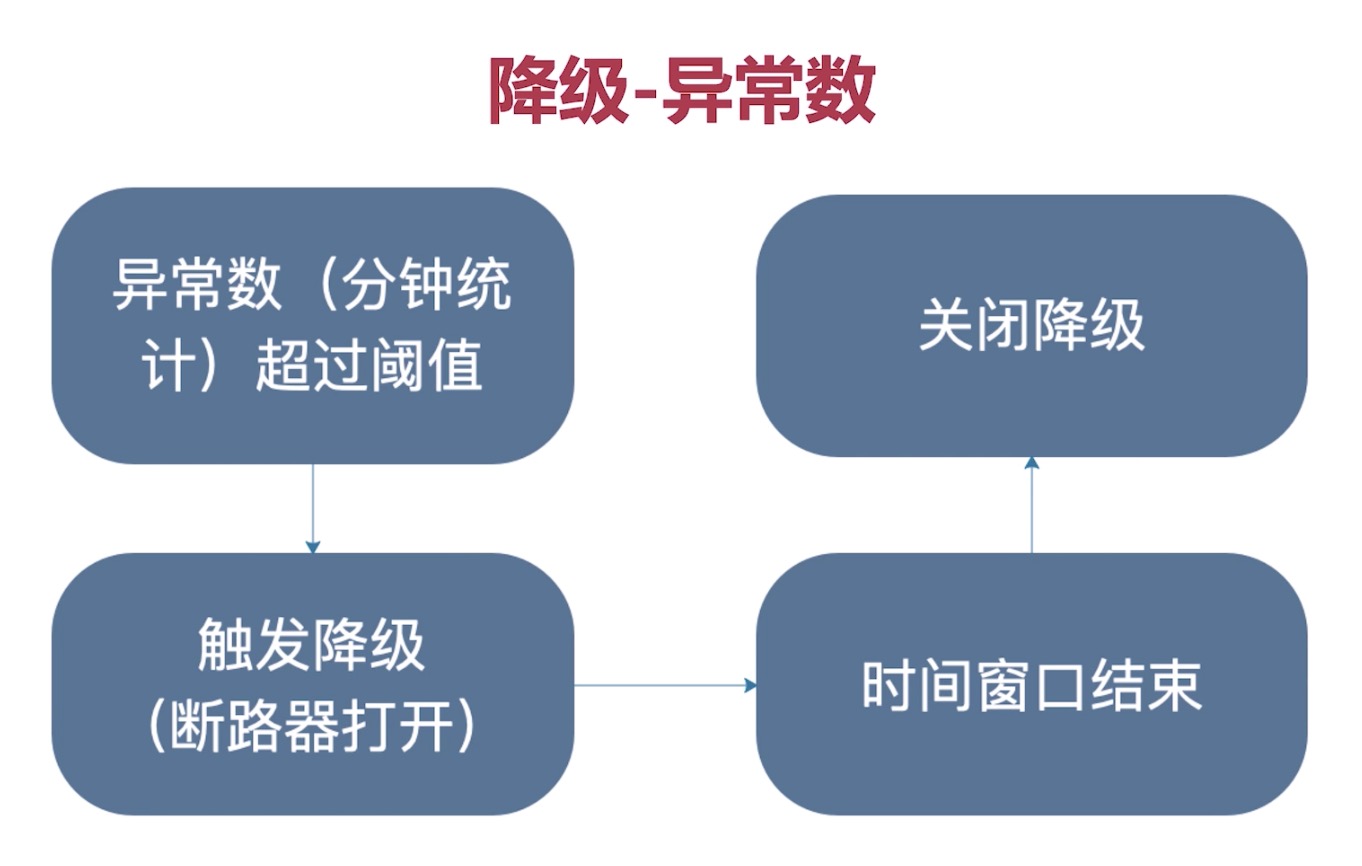 降级-异常数
异常数（分钟统
计）超过阈值
触发降级
(断路器打开）
时间窗口结束
关闭降级